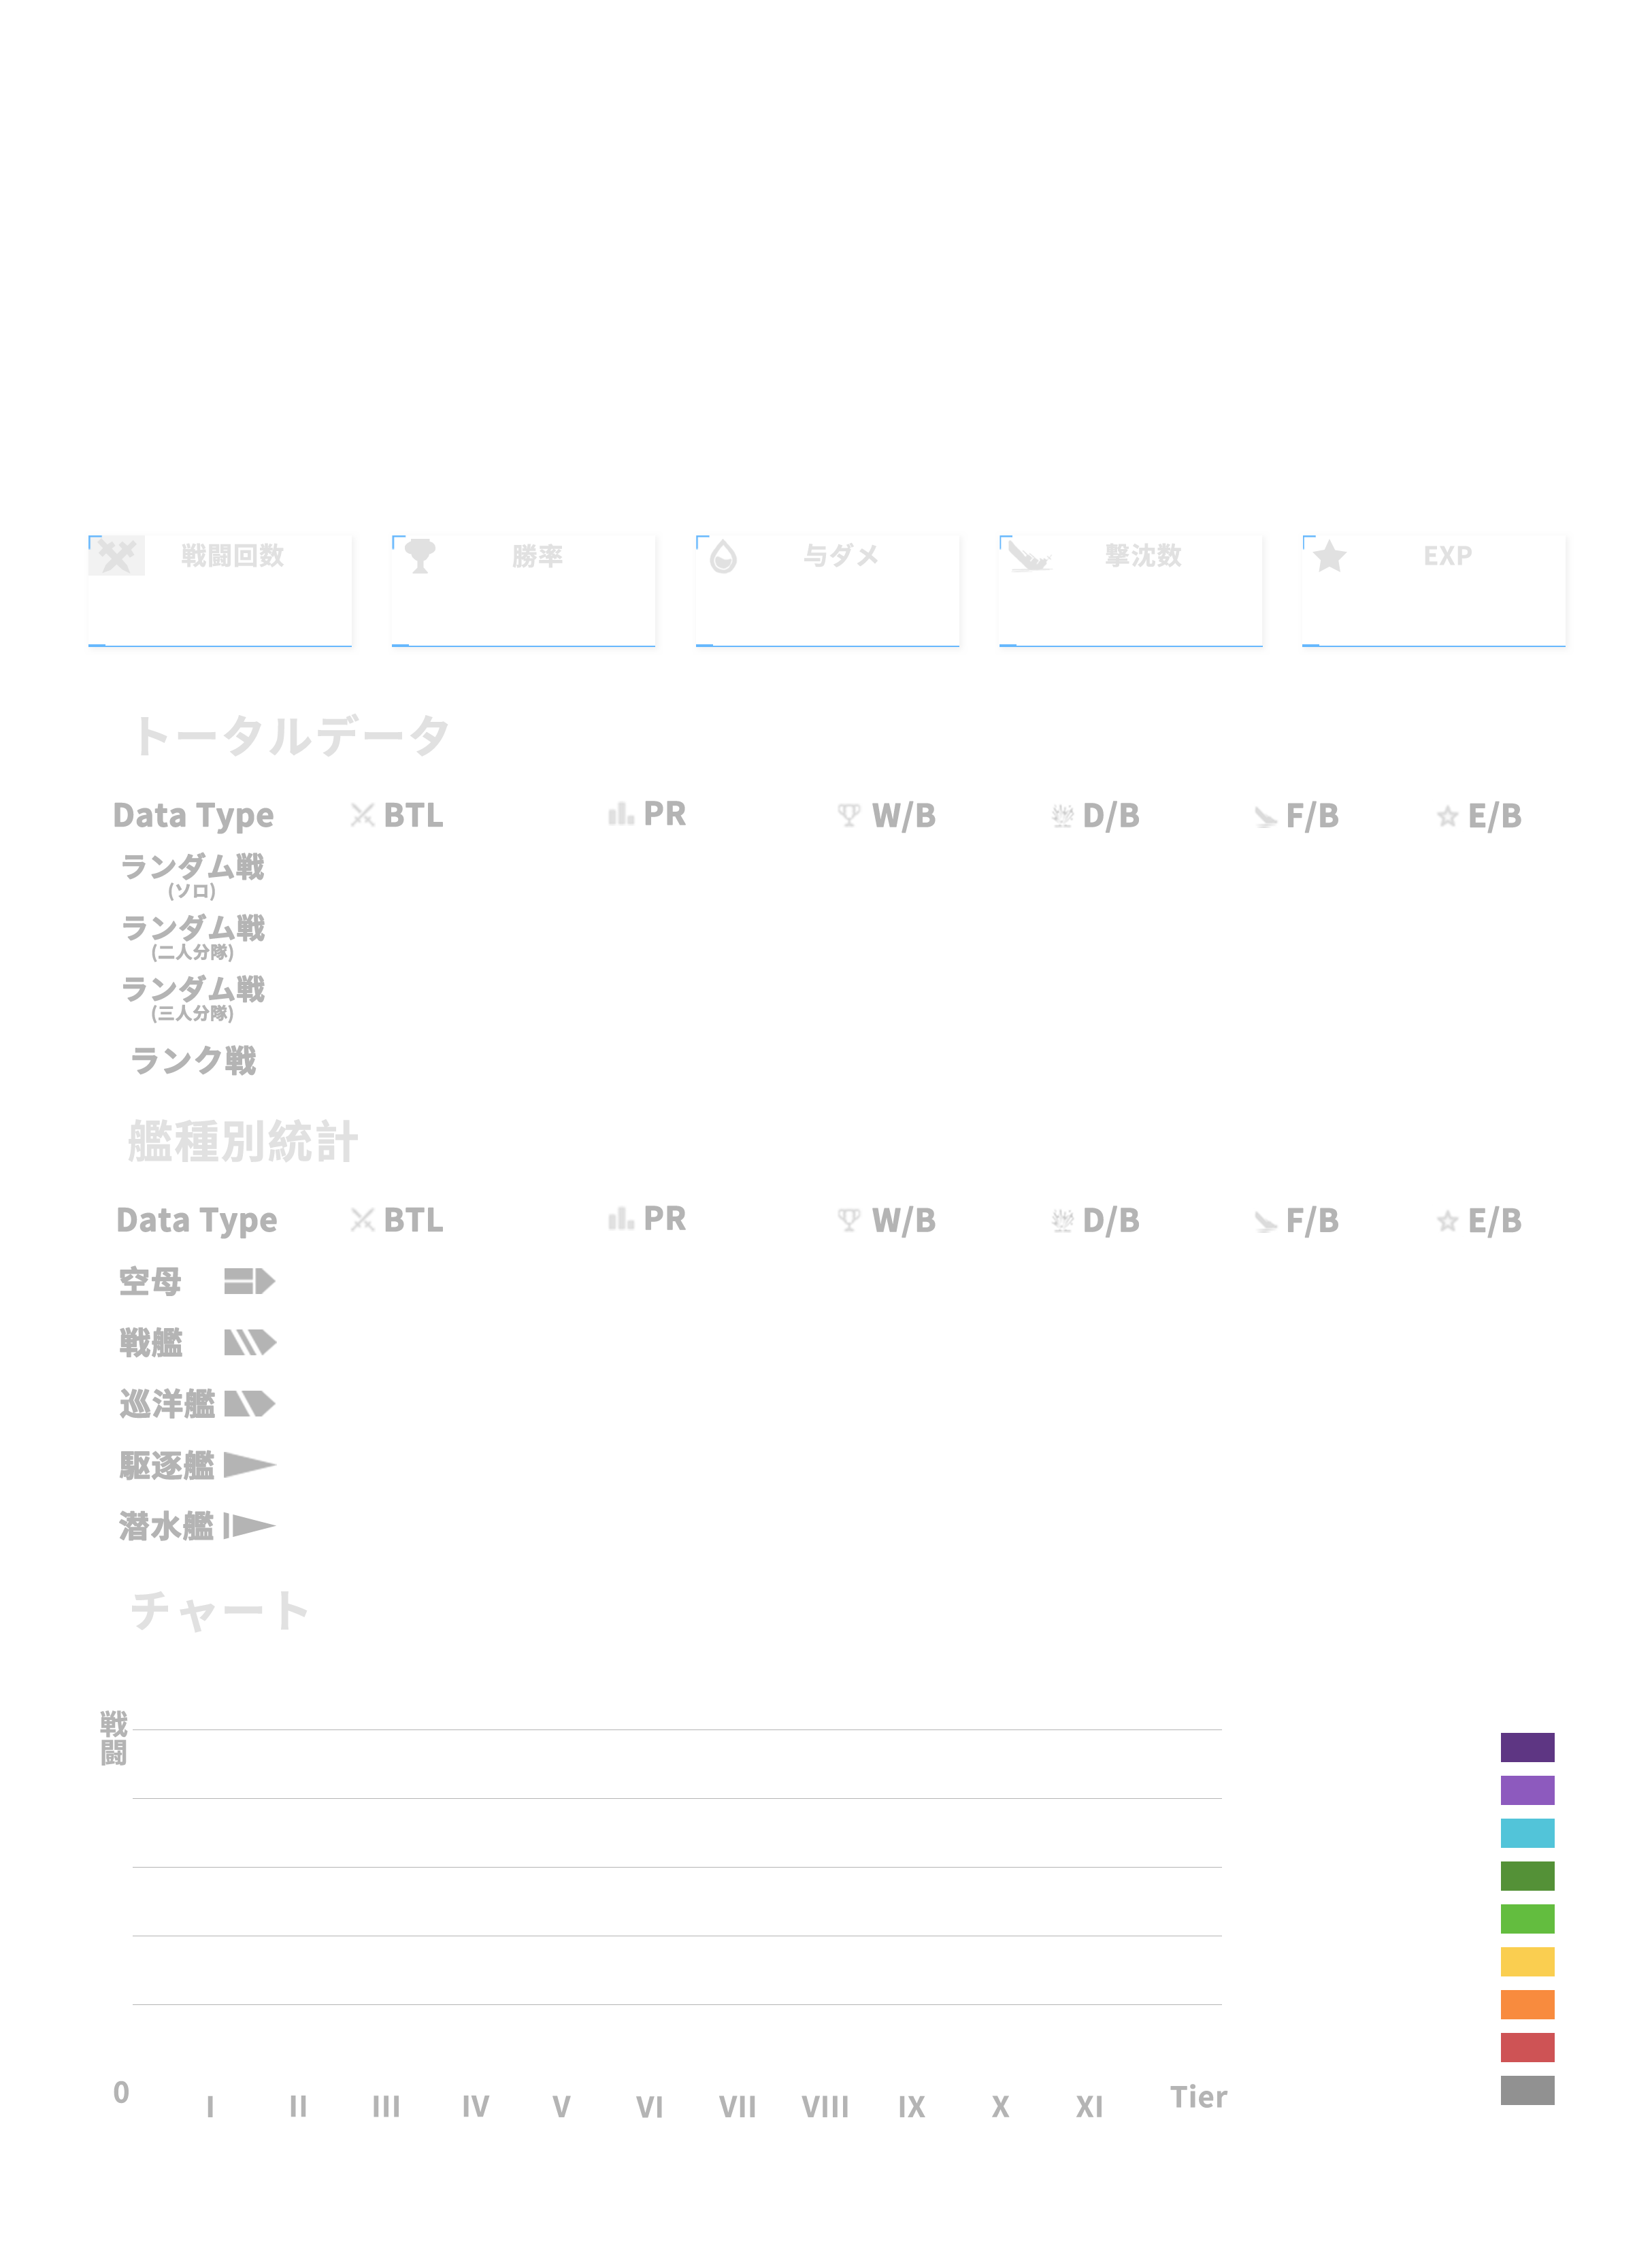 戦闘回数 勝率 与ダメ 撃沈数 EXP
トータルデータ
Data Type BTL PR W/B D/B F/B E/B
ランダム戦
(ソロ)
ランダム戦
(二人分隊)
ランダム戦
(三人分隊)
ランク戦
艦種別統計
Data Type BTL PR W/B D/B F/B E/B
空母
戦艦
巡洋艦
駆逐艦
潜水艦
チャート
戦
闘
0 I II III IV V VI VII VIII IX X XI Tier